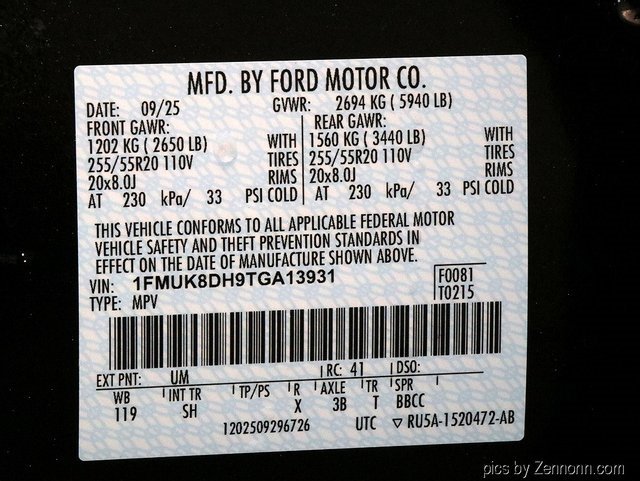 MFD. BY FORD MOTOR CO.
DATE: 09/25 GVWR: 2694 KG ( 5940 LB)
FRONT GAWR: REAR GAWR:
1202 KG ( 2650 LB) WITH 1560 KG ( 3440 LB) WITH
255/55R20 110V TIRES 255/55R20 110V TIRES
20x8.0J RIMS 20x8.0J RIMS
AT 230 kPa/ 33 PSI COLD AT 230 kPa/ 33 PSI COLD
THIS VEHICLE CONFORMS TO ALL APPLICABLE FEDERAL MOTOR
VEHICLE SAFETY AND THEFT PREVENTION STANDARDS IN
EFFECT ON THE DATE OF MANUFACTURE SHOWN ABOVE.
VIN: 1FMUK8DH9TGA13931 F0081
TYPE: MPV T0215
EXT PNT: UM RC: 41 DSO:
WB INT TR TP/PS R AXLE TR SPR
119 SH X 3B T BBCC
1202509296726 UTC ▽ RU5A-1520472-AB
pics by Zennonn.com